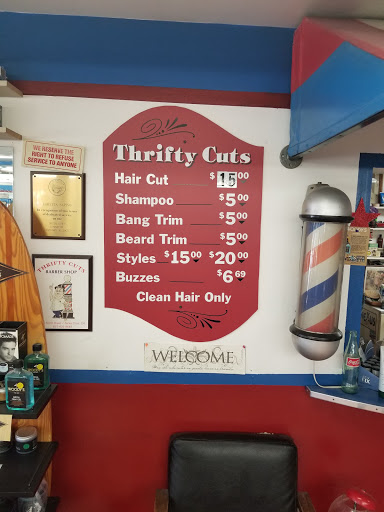 WE RESERVE THE
RIGHT TO REFUSE
SERVICE TO ANYONE
Thrifty Cuts
Hair Cut $15.00
Shampoo $5.00
Bang Trim $5.00
Beard Trim $5.00
Styles $15.00 $20.00
Buzzes $6.69
Clean Hair Only
THRIFTY CUTS
BARBER SHOP
WELCOME